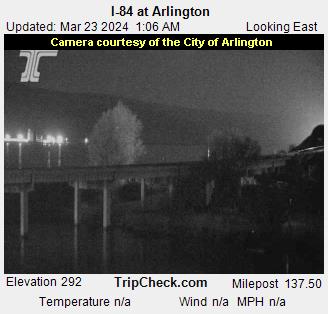 I-84 at Arlington
Updated: Mar 23 2024 1:06 AM Looking East
Camera courtesy of the City of Arlington
Elevation 292 TripCheck.com Milepost 137.50
Temperature n/a Wind n/a MPH n/a